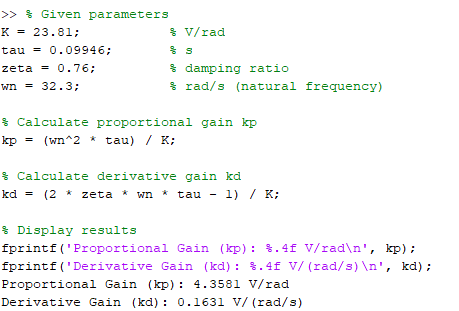 >> % Given parameters
K = 23.81;            % V/rad
tau = 0.09946;        % s
zeta = 0.76;          % damping ratio
wn = 32.3;            % rad/s (natural frequency)
% Calculate proportional gain kp
kp = (wn^2 * tau) / K;
% Calculate derivative gain kd
kd = (2 * zeta * wn * tau - 1) / K;
% Display results
fprintf('Proportional Gain (kp): %.4f V/rad\n', kp);
fprintf('Derivative Gain (kd): %.4f V/(rad/s)\n', kd);
Proportional Gain (kp): 4.3581 V/rad
Derivative Gain (kd): 0.1631 V/(rad/s)